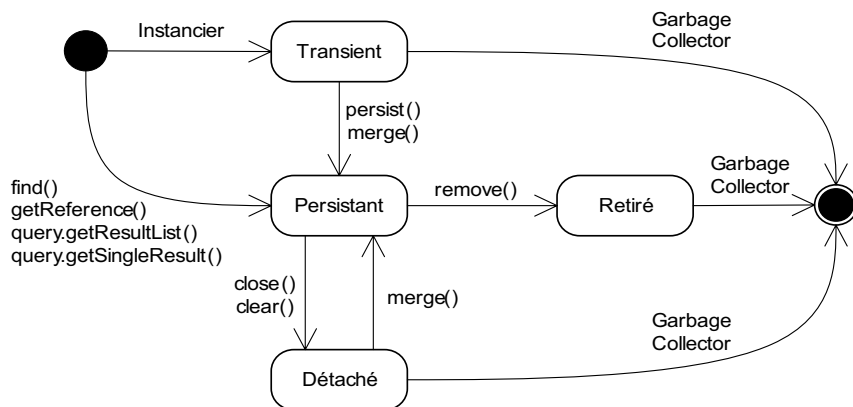 Instancier
Transient
Garbage
Collector
persist()
merge()
find()
getReference()
query.getResultList()
query.getSingleResult()
Persistant
remove()
Retiré
Garbage
Collector
close()
clear()
merge()
Détaché
Garbage
Collector